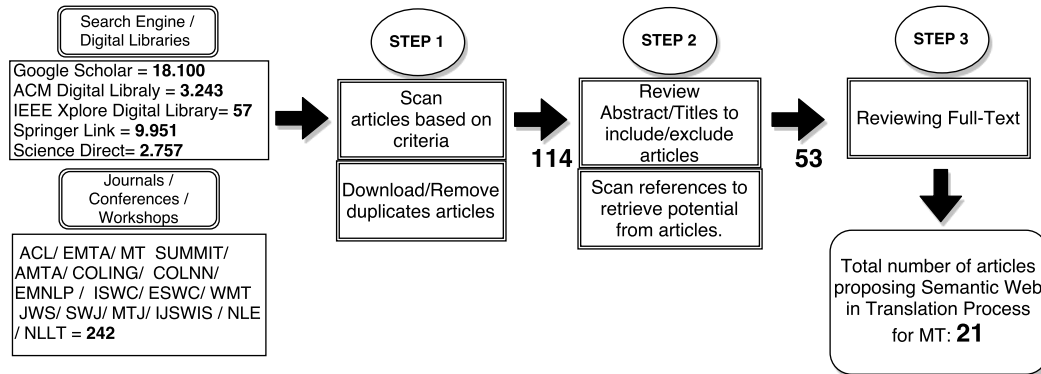 Search Engine /
Digital Libraries
Google Scholar = 18.100
ACM Digital Libraly = 3.243
IEEE Xplore Digital Library= 57
Springer Link = 9.951
Science Direct= 2.757
Journals /
Conferences /
Workshops
ACL/ EMTA/ MT SUMMIT/
AMTA/ COLING/ COLNN/
EMNLP / ISWC/ ESWC/ WMT
JWS/ SWJ/ MTJ/ IJSWIS / NLE
/ NLLT = 242
STEP 1
Scan
articles based on
criteria
Download/Remove
duplicates articles
114
STEP 2
Review
Abstract/Titles to
include/exclude
articles
Scan references to
retrieve potential
from articles.
53
STEP 3
Reviewing Full-Text
Total number of articles
proposing Semantic Web
in Translation Process
for MT: 21